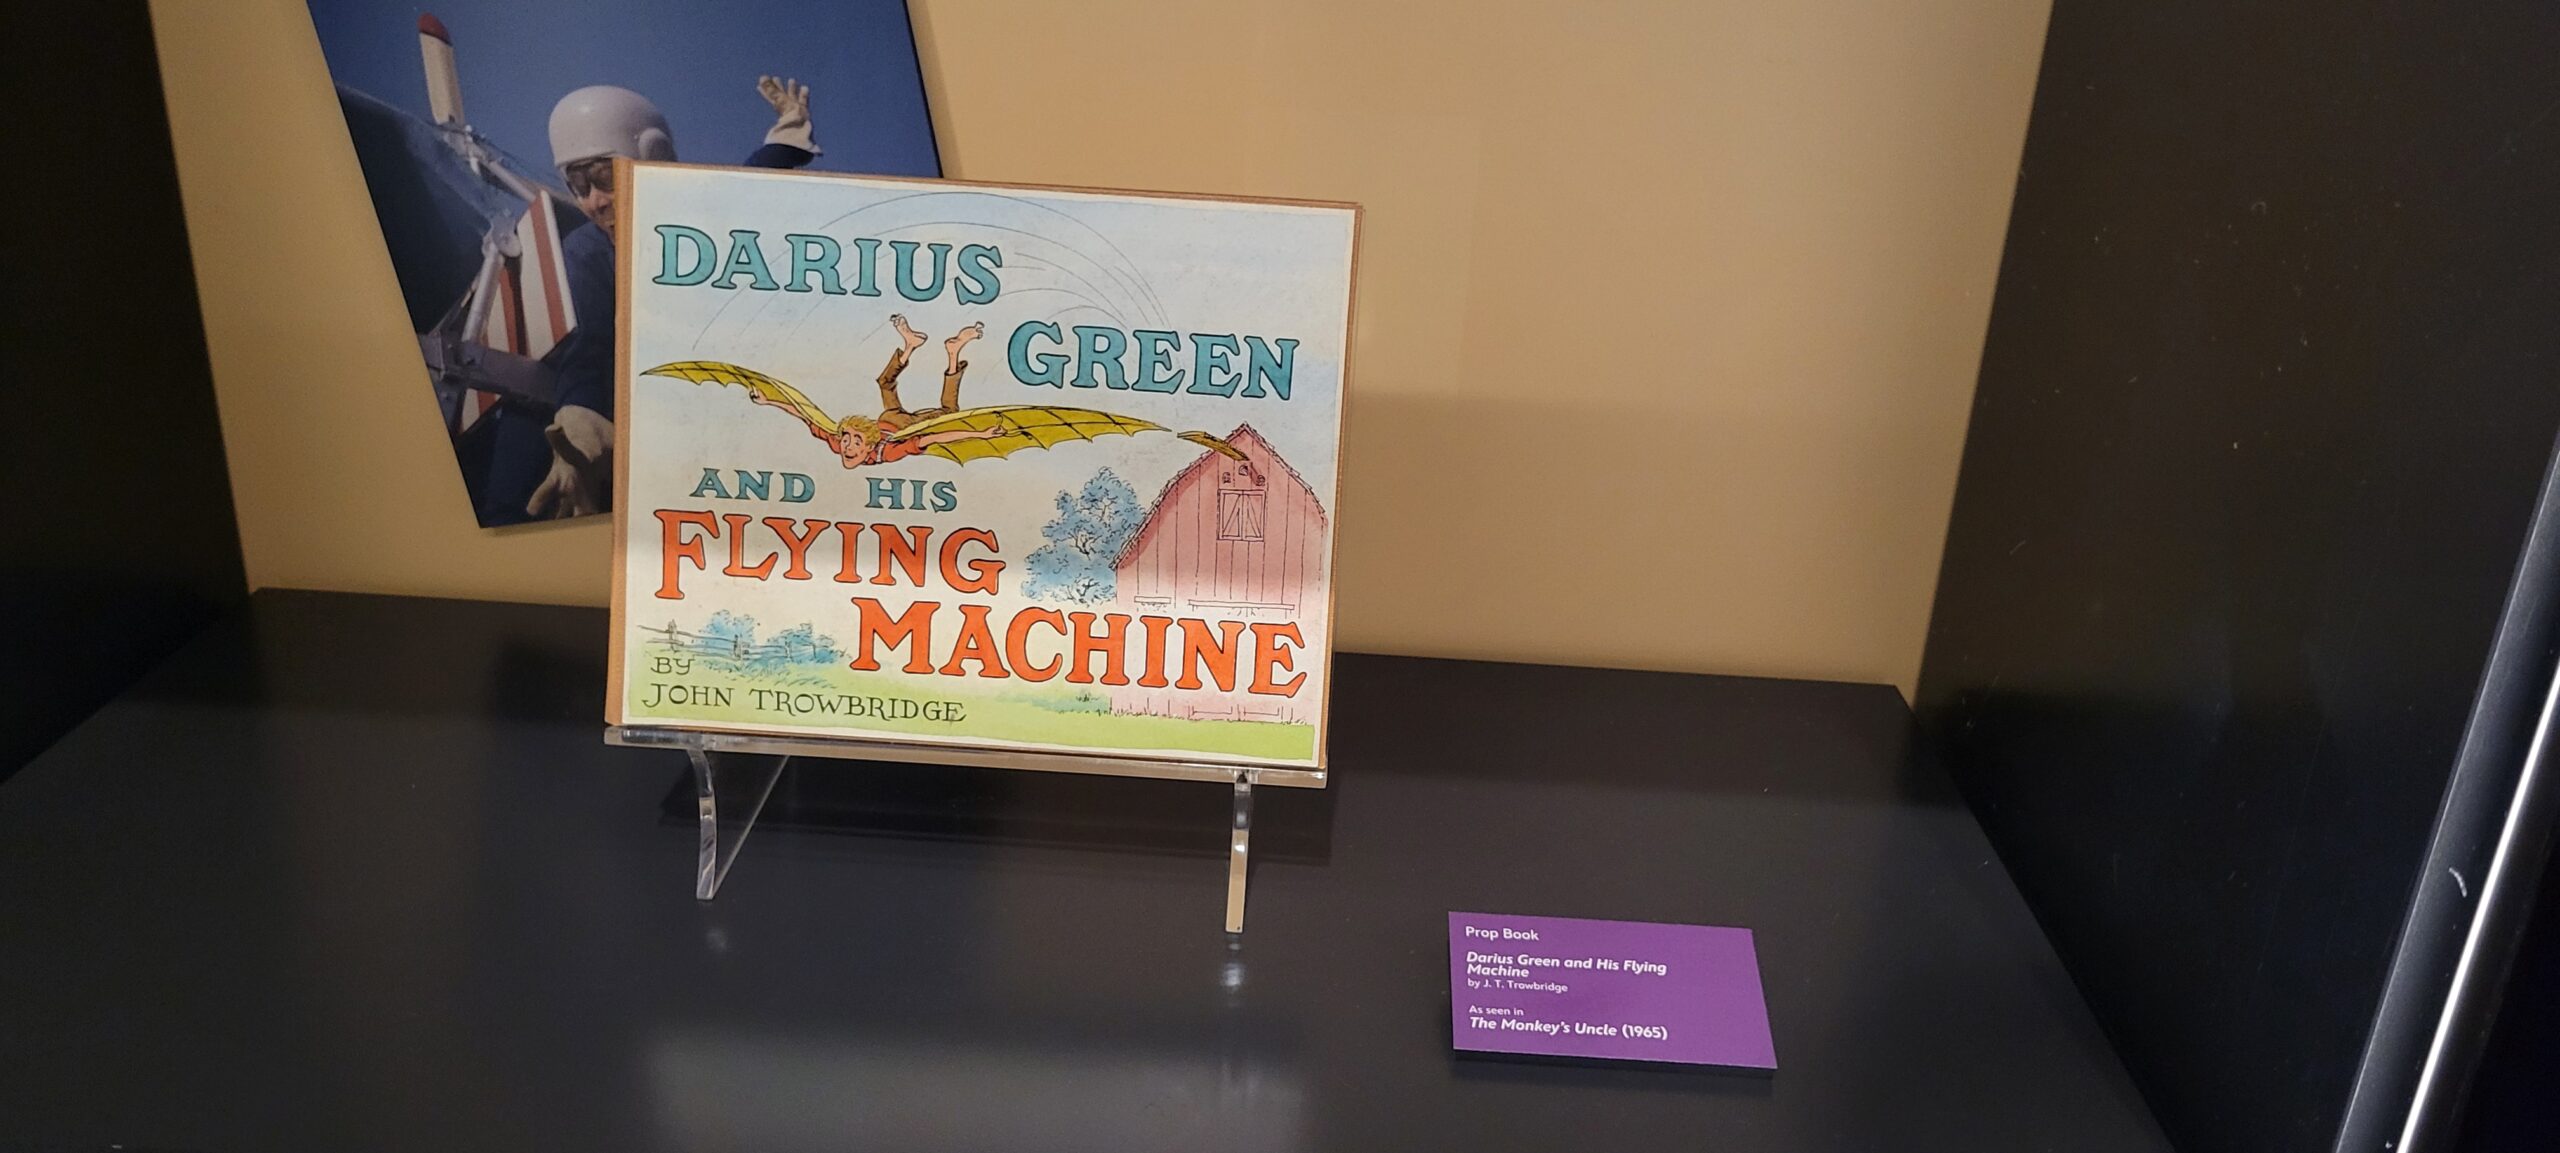 DARIUS
GREEN
AND HIS
FLYING
MACHINE
BY
JOHN TROWBRIDGE
Prop Book
Darius Green and His Flying
Machine
by J. T. Trowbridge
As seen in
The Monkey's Uncle (1965)